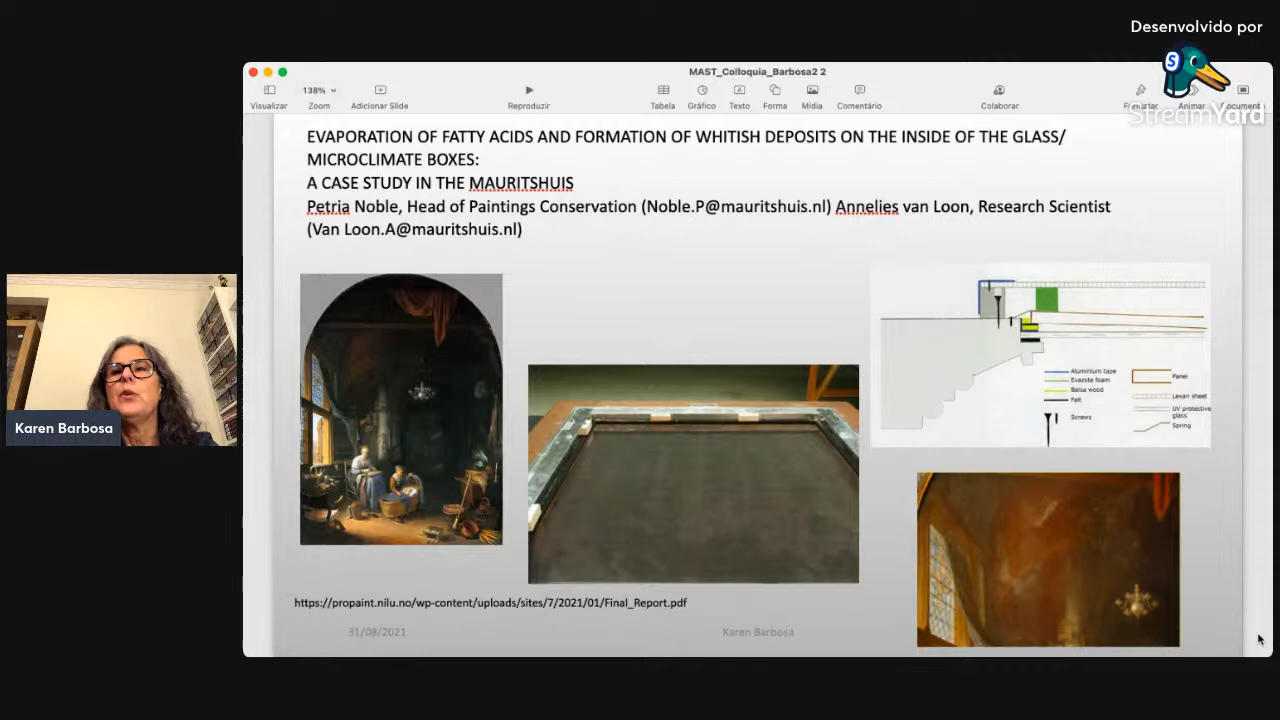 Desenvolvido por
S
StreamYard
MAST_Colloquia_Barbosa2 2
138%
Visualizar
Zoom
Adicionar Slide
Reproduzir
Tabela
Gráfico
Texto
Forma
Mídia
Comentário
Colaborar
Formatar
Animar
Document
EVAPORATION OF FATTY ACIDS AND FORMATION OF WHITISH DEPOSITS ON THE INSIDE OF THE GLASS/
MICROCLIMATE BOXES:
A CASE STUDY IN THE MAURITSHUIS
Petria Noble, Head of Paintings Conservation (Noble.P@mauritshuis.nl) Annelies van Loon, Research Scientist
(Van Loon.A@mauritshuis.nl)
Aluminium tape
Evazote foam
Balsa wood
Felt
Screws
Panel
Lexan sheet
UV protective
glass
Spring
Karen Barbosa
https://propaint.nilu.no/wp-content/uploads/sites/7/2021/01/Final_Report.pdf
31/08/2021
Karen Barbosa